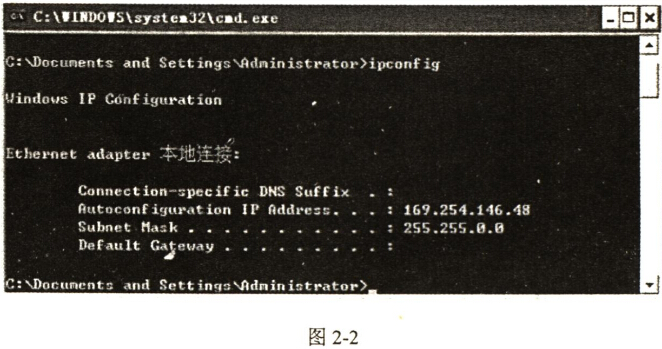 C:\WINDOWS\system32\cmd.exe
C:\Documents and Settings\Administrator>ipconfig
Windows IP Configuration
Ethernet adapter 本地连接:
Connection-specific DNS Suffix . :
Autoconfiguration IP Address. . . : 169.254.146.48
Subnet Mask . . . . . . . . . . . : 255.255.0.0
Default Gateway . . . . . . . . . :
C:\Documents and Settings\Administrator>_
图 2-2